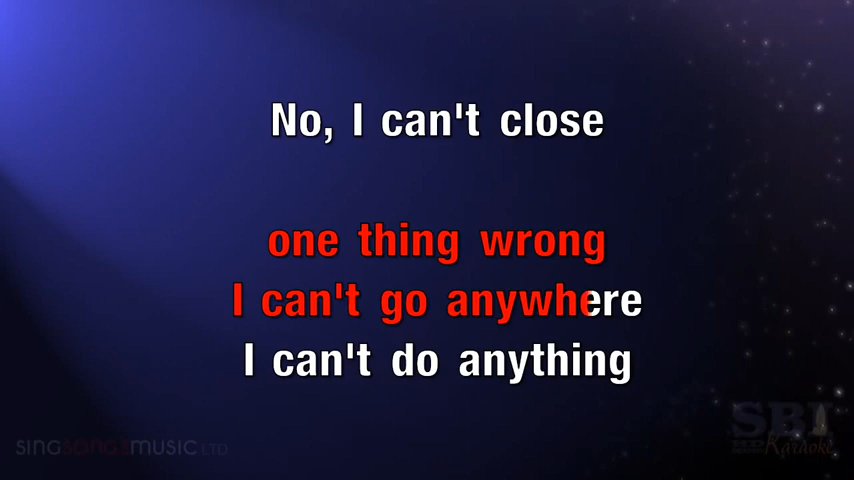 No, I can't close
one thing wrong
I can't go anywhere
I can't do anything
singsongsmusic LTD
SBI
Karaoke